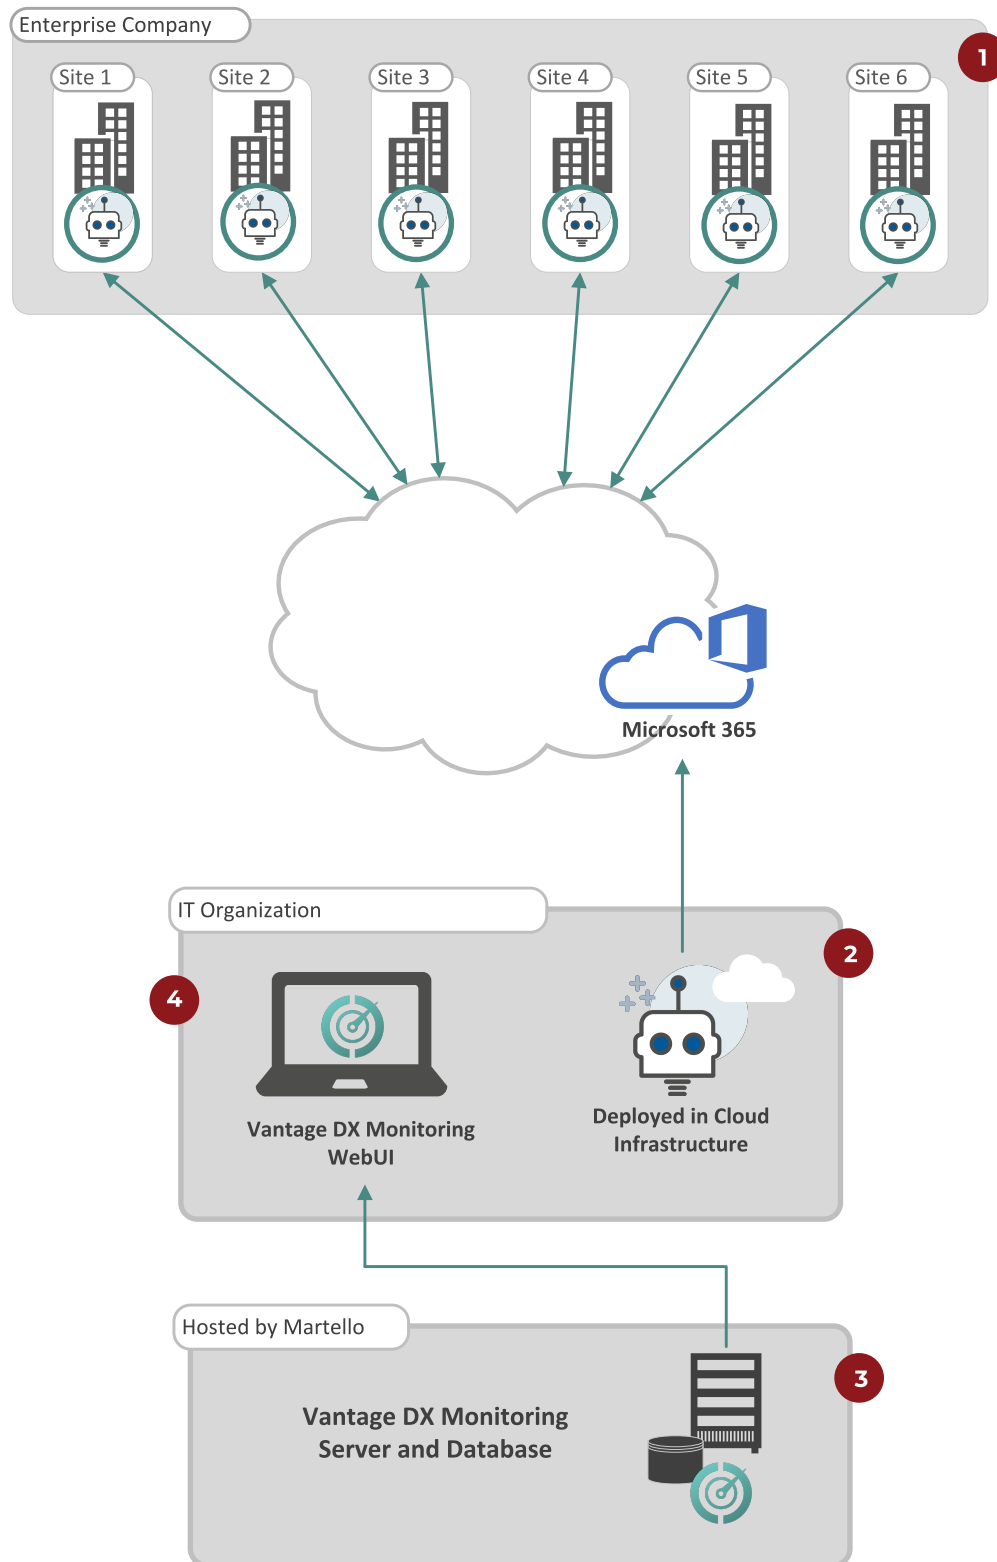 Enterprise Company
1
Site 1
Site 2
Site 3
Site 4
Site 5
Site 6
Microsoft 365
IT Organization
2
4
Vantage DX Monitoring
WebUI
Deployed in Cloud
Infrastructure
Hosted by Martello
3
Vantage DX Monitoring
Server and Database